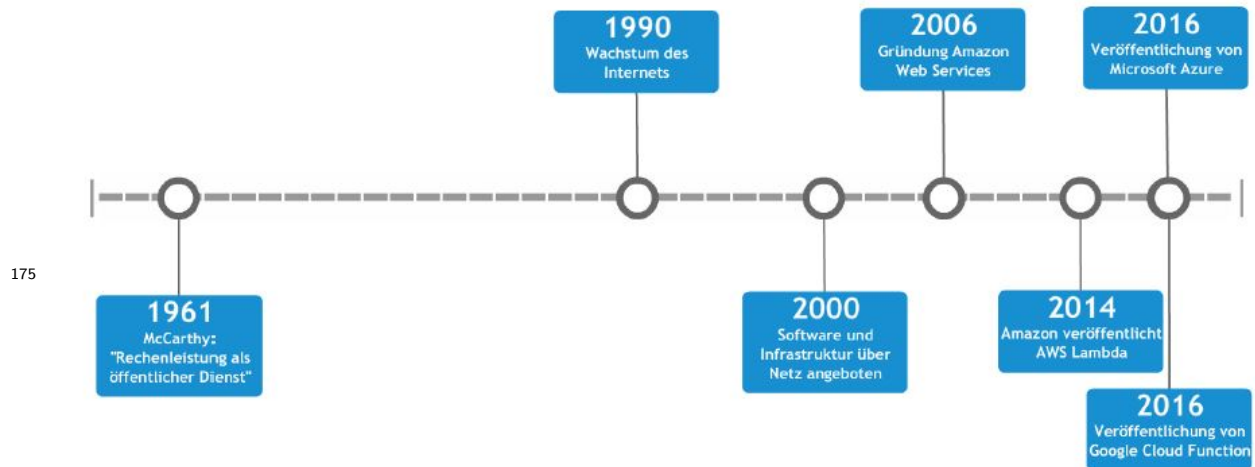 1990
Wachstum des
Internets
2006
Gründung Amazon
Web Services
2016
Veröffentlichung von
Microsoft Azure
175
1961
McCarthy:
"Rechenleistung als
öffentlicher Dienst"
2000
Software und
Infrastruktur über
Netz angeboten
2014
Amazon veröffentlicht
AWS Lambda
2016
Veröffentlichung von
Google Cloud Function